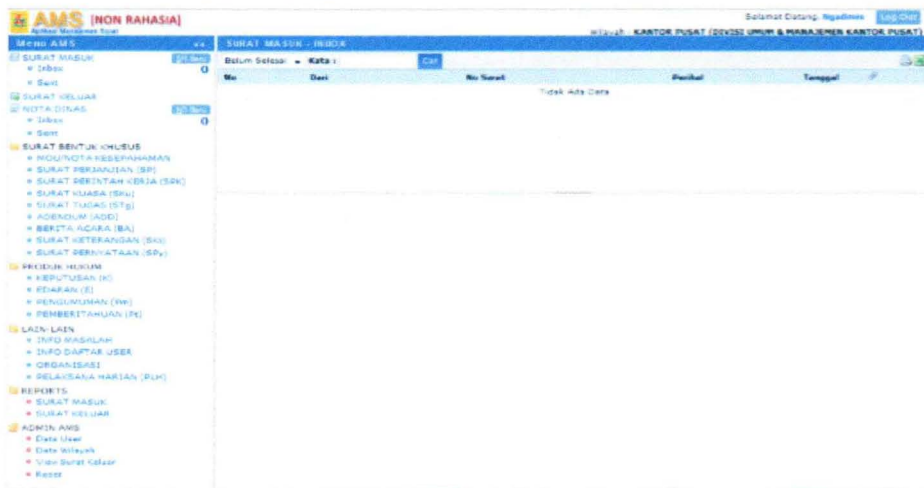 AMS [NON RAHASIA]
Aplikasi Manajemen Surat
Selamat Datang, Ngadimes Log Out
Wilayah : KANTOR PUSAT (DIVISI UMUM & MANAJEMEN KANTOR PUSAT)
Menu AMS
SURAT MASUK - INBOX
SURAT MASUK
Inbox 0
Sent
SURAT KELUAR
NOTA DINAS
Inbox 0
Sent
SURAT BENTUK KHUSUS
MOU/NOTA KESEPAHAMAN
SURAT PERJANJIAN (SP)
SURAT PERINTAH KERJA (SPK)
SURAT KUASA (SKu)
SURAT TUGAS (STg)
ADENDUM (ADD)
BERITA ACARA (BA)
SURAT KETERANGAN (SKt)
SURAT PERNYATAAN (SPy)
PRODUK HUKUM
KEPUTUSAN (K)
EDARAN (E)
PENGUMUMAN (Pm)
PEMBERITAHUAN (Pt)
LAIN-LAIN
INFO MASALAH
INFO DAFTAR USER
ORGANISASI
PELAKSANA HARIAN (PLH)
REPORTS
SURAT MASUK
SURAT KELUAR
ADMIN AMS
Data User
Data Wilayah
View Surat Keluar
Reset
Belum Selesai Kata : Cari
No Dari No Surat Perihal Tanggal
Tidak Ada Data